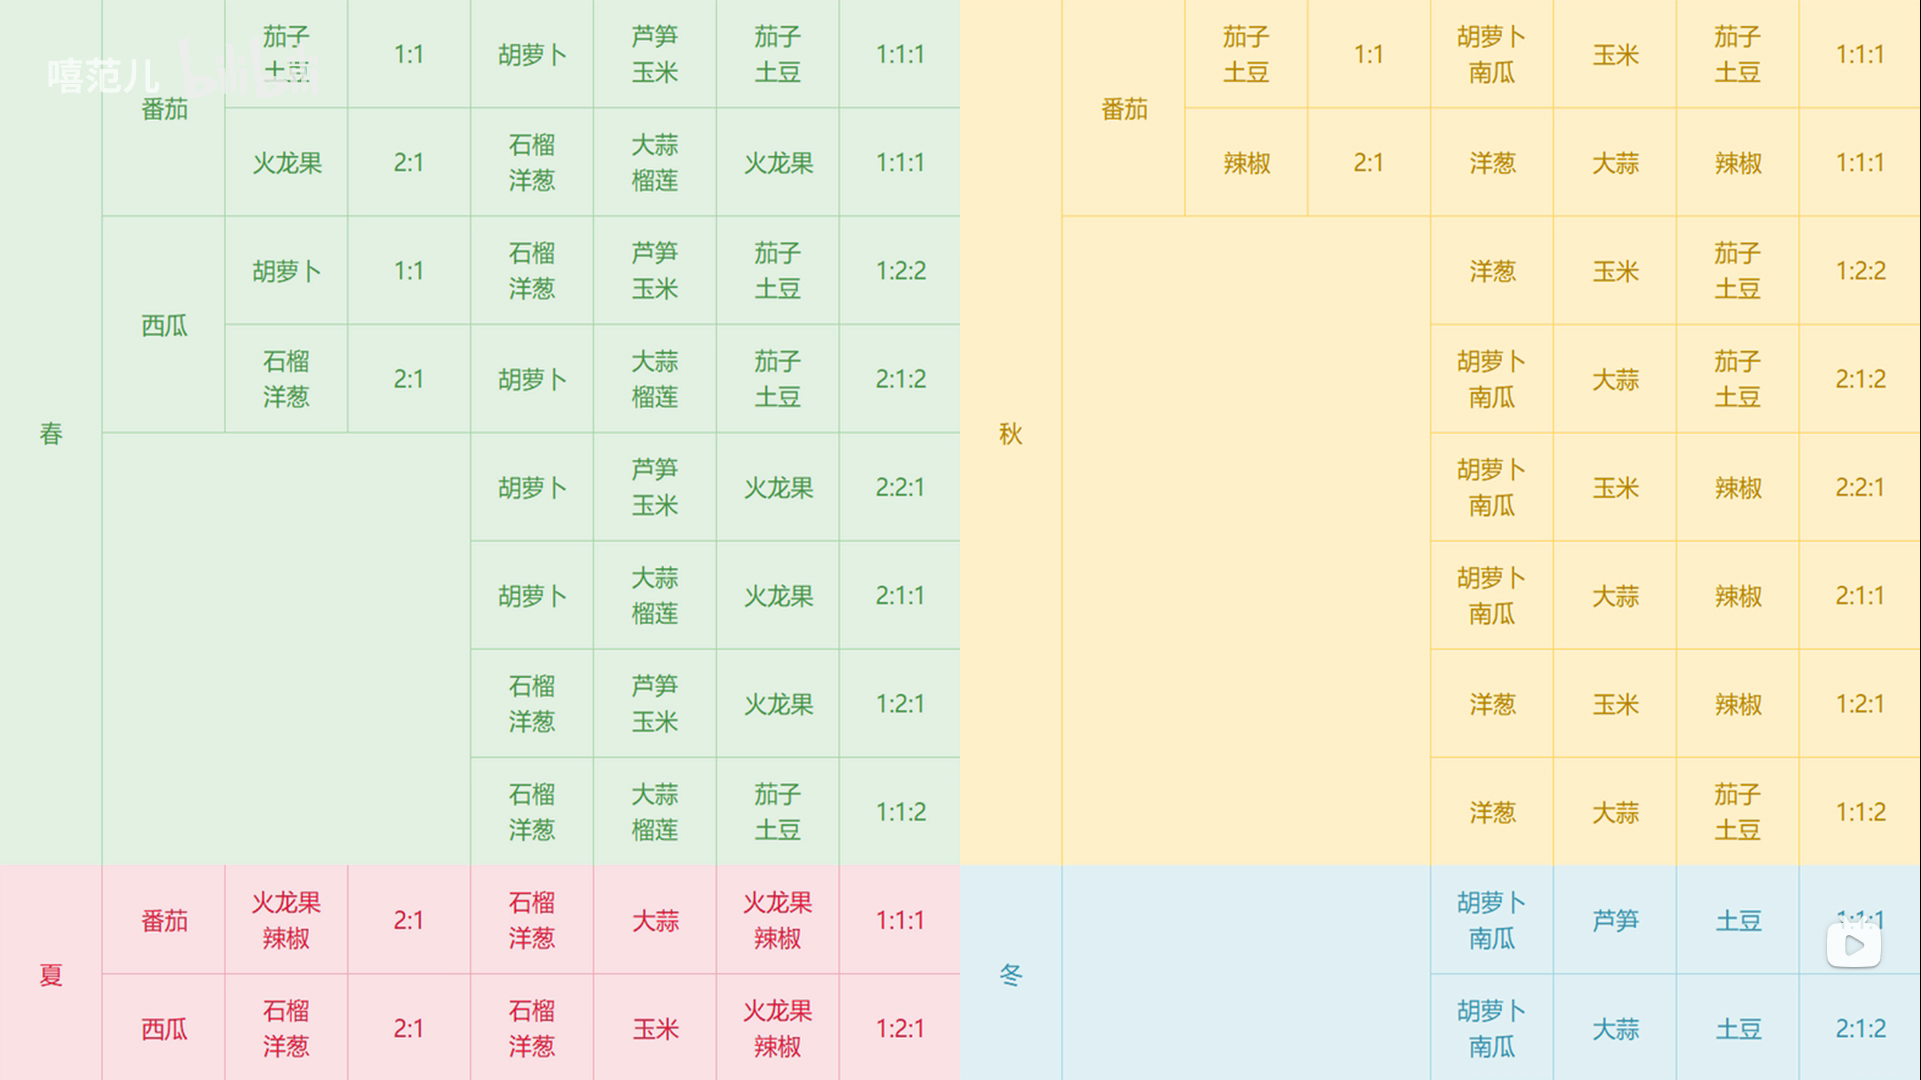 嘻范儿 bilibili
春
番茄
茄子
土豆
1:1
胡萝卜
芦笋
玉米
茄子
土豆
1:1:1
火龙果
2:1
石榴
洋葱
大蒜
榴莲
火龙果
1:1:1
西瓜
胡萝卜
1:1
石榴
洋葱
芦笋
玉米
茄子
土豆
1:2:2
石榴
洋葱
2:1
胡萝卜
大蒜
榴莲
茄子
土豆
2:1:2
胡萝卜
芦笋
玉米
火龙果
2:2:1
胡萝卜
大蒜
榴莲
火龙果
2:1:1
石榴
洋葱
芦笋
玉米
火龙果
1:2:1
石榴
洋葱
大蒜
榴莲
茄子
土豆
1:1:2
夏
番茄
火龙果
辣椒
2:1
石榴
洋葱
大蒜
火龙果
辣椒
1:1:1
西瓜
石榴
洋葱
2:1
石榴
洋葱
玉米
火龙果
辣椒
1:2:1
秋
番茄
茄子
土豆
1:1
胡萝卜
南瓜
玉米
茄子
土豆
1:1:1
辣椒
2:1
洋葱
大蒜
辣椒
1:1:1
洋葱
玉米
茄子
土豆
1:2:2
胡萝卜
南瓜
大蒜
茄子
土豆
2:1:2
胡萝卜
南瓜
玉米
辣椒
2:2:1
胡萝卜
南瓜
大蒜
辣椒
2:1:1
洋葱
玉米
辣椒
1:2:1
洋葱
大蒜
茄子
土豆
1:1:2
冬
胡萝卜
南瓜
芦笋
土豆
1:1:1
胡萝卜
南瓜
大蒜
土豆
2:1:2